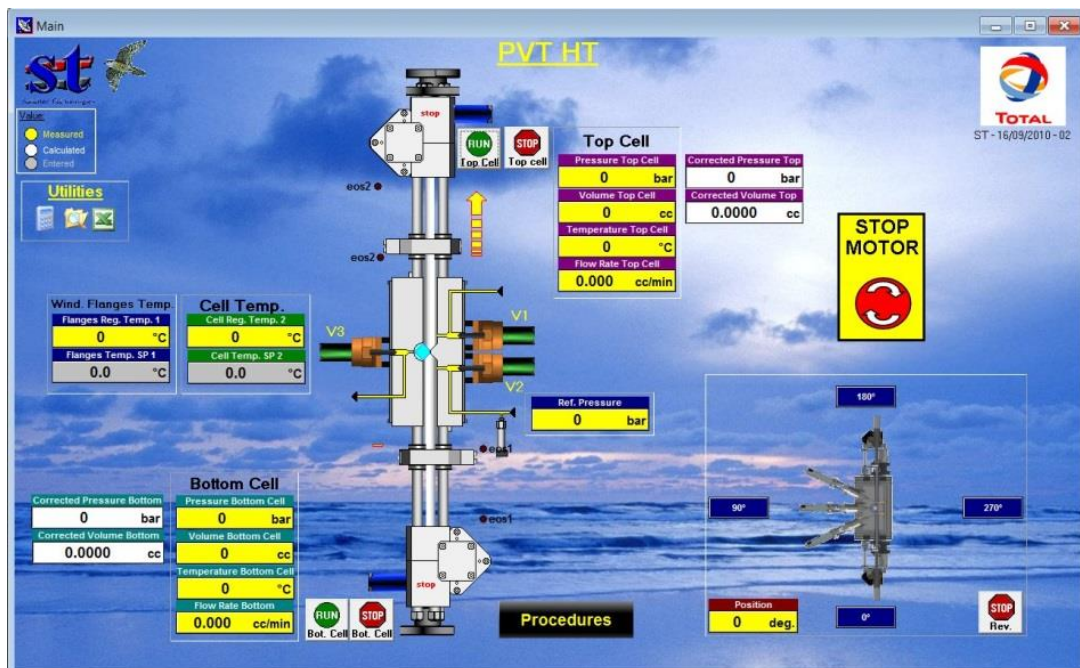 Main
PVT HT
st
TOTAL
ST - 16/09/2010 - 02
Value:
Measured
Calculated
Entered
Utilities
stop
RUN
Top Cell
STOP
Top cell
eos2
eos2
Top Cell
Pressure Top Cell
0 bar
Volume Top Cell
0 cc
Temperature Top Cell
0 °C
Flow Rate Top Cell
0.000 cc/min
Corrected Pressure Top
0 bar
Corrected Volume Top
0.0000 cc
STOP
MOTOR
Wind. Flanges Temp.
Flanges Reg. Temp. 1
0 °C
Flanges Temp. SP 1
0.0 °C
Cell Temp.
Cell Reg. Temp. 2
0 °C
Cell Temp. SP 2
0.0 °C
V3
V1
V2
Ref. Pressure
0 bar
eos1
eos1
180°
90°
270°
0°
Position
0 deg.
STOP
Rev.
Corrected Pressure Bottom
0 bar
Corrected Volume Bottom
0.0000 cc
Bottom Cell
Pressure Bottom Cell
0 bar
Volume Bottom Cell
0 cc
Temperature Bottom Cell
0 °C
Flow Rate Bottom
0.000 cc/min
stop
RUN
Bot. Cell
STOP
Bot. Cell
Procedures